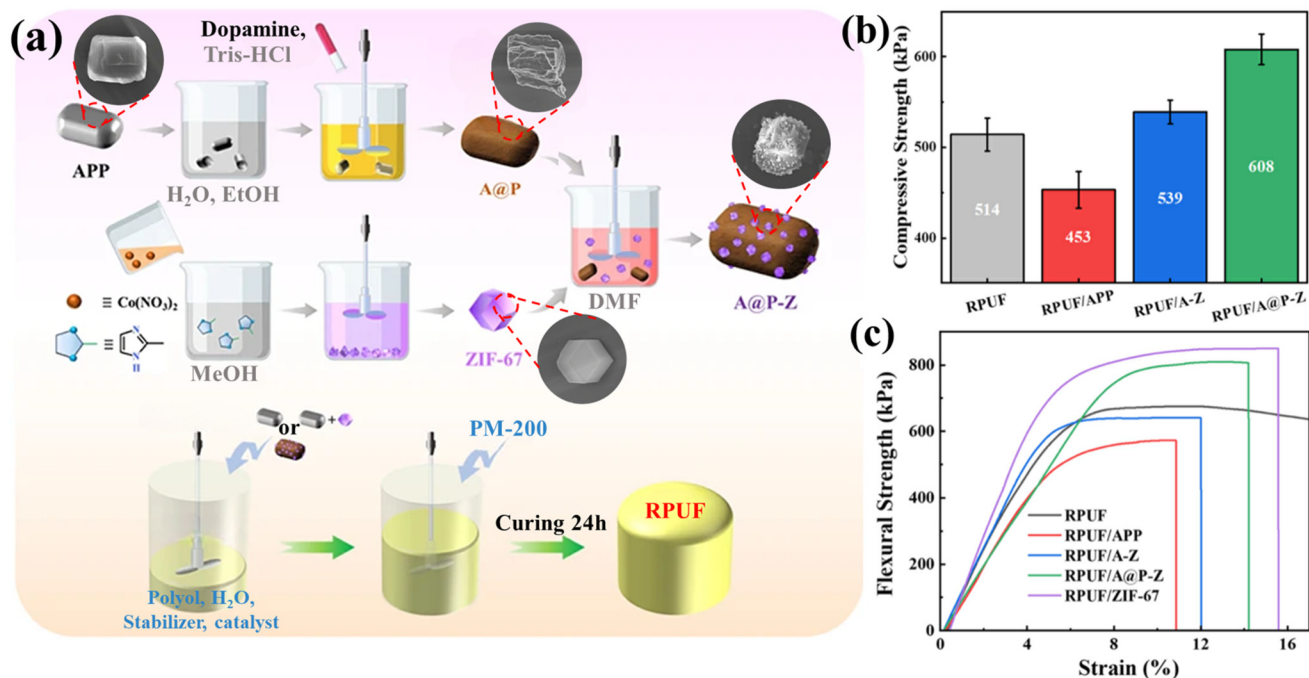 (a)
Dopamine,
Tris-HCl
APP
H₂O, EtOH
A@P
≡ Co(NO₃)₂
≡
N
N
H
MeOH
ZIF-67
DMF
A@P-Z
or
+
PM-200
Polyol, H₂O,
Stabilizer, catalyst
Curing 24h
RPUF
(b)
Compressive Strength (kPa)
600
500
400
514
453
539
608
RPUF
RPUF/APP
RPUF/A-Z
RPUF/A@P-Z
(c)
Flexural Strength (kPa)
800
600
400
200
0
RPUF
RPUF/APP
RPUF/A-Z
RPUF/A@P-Z
RPUF/ZIF-67
0
4
8
12
16
Strain (%)